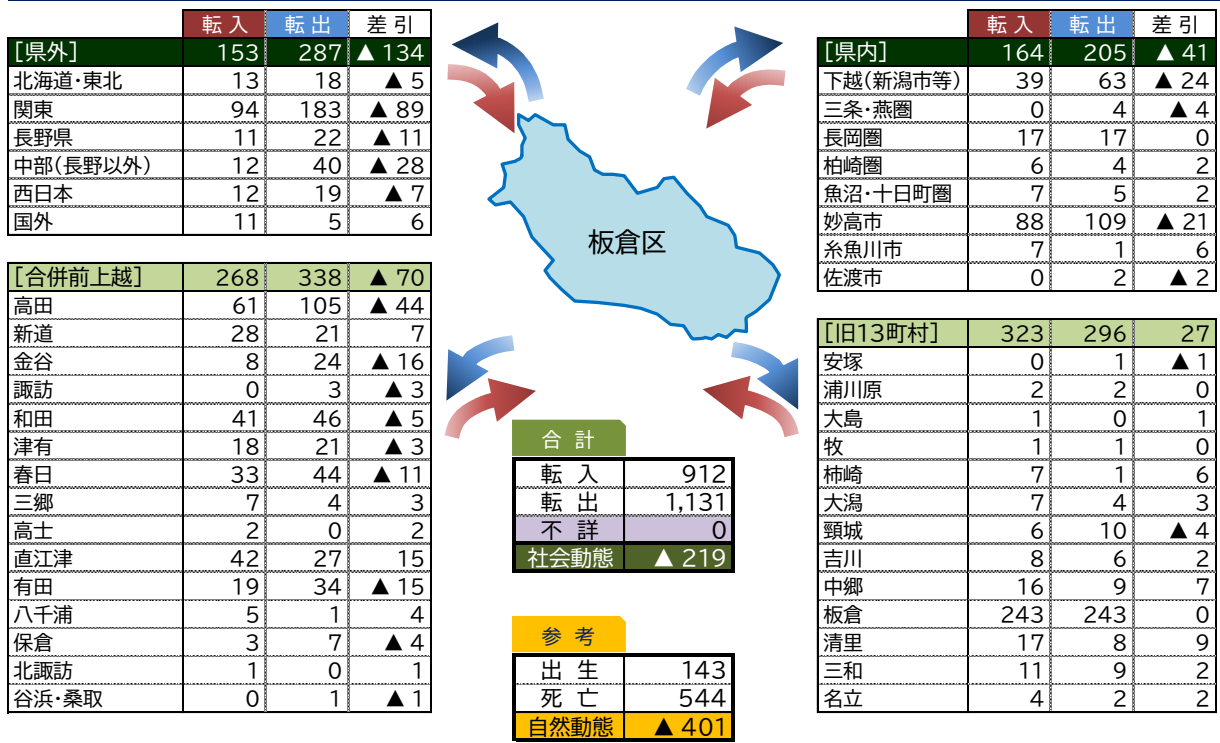 転入 転出 差引
[県外] 153 287 ▲ 134
北海道・東北 13 18 ▲ 5
関東 94 183 ▲ 89
長野県 11 22 ▲ 11
中部(長野以外) 12 40 ▲ 28
西日本 12 19 ▲ 7
国外 11 5 6
[合併前上越] 268 338 ▲ 70
高田 61 105 ▲ 44
新道 28 21 7
金谷 8 24 ▲ 16
諏訪 0 3 ▲ 3
和田 41 46 ▲ 5
津有 18 21 ▲ 3
春日 33 44 ▲ 11
三郷 7 4 3
高士 2 0 2
直江津 42 27 15
有田 19 34 ▲ 15
八千浦 5 1 4
保倉 3 7 ▲ 4
北諏訪 1 0 1
谷浜・桑取 0 1 ▲ 1
板倉区
合計
転入 912
転出 1,131
不詳 0
社会動態 ▲ 219
参考
出生 143
死亡 544
自然動態 ▲ 401
転入 転出 差引
[県内] 164 205 ▲ 41
下越(新潟市等) 39 63 ▲ 24
三条・燕圏 0 4 ▲ 4
長岡圏 17 17 0
柏崎圏 6 4 2
魚沼・十日町圏 7 5 2
妙高市 88 109 ▲ 21
糸魚川市 7 1 6
佐渡市 0 2 ▲ 2
[旧13町村] 323 296 27
安塚 0 1 ▲ 1
浦川原 2 2 0
大島 1 0 1
牧 1 1 0
柿崎 7 1 6
大潟 7 4 3
頸城 6 10 ▲ 4
吉川 8 6 2
中郷 16 9 7
板倉 243 243 0
清里 17 8 9
三和 11 9 2
名立 4 2 2